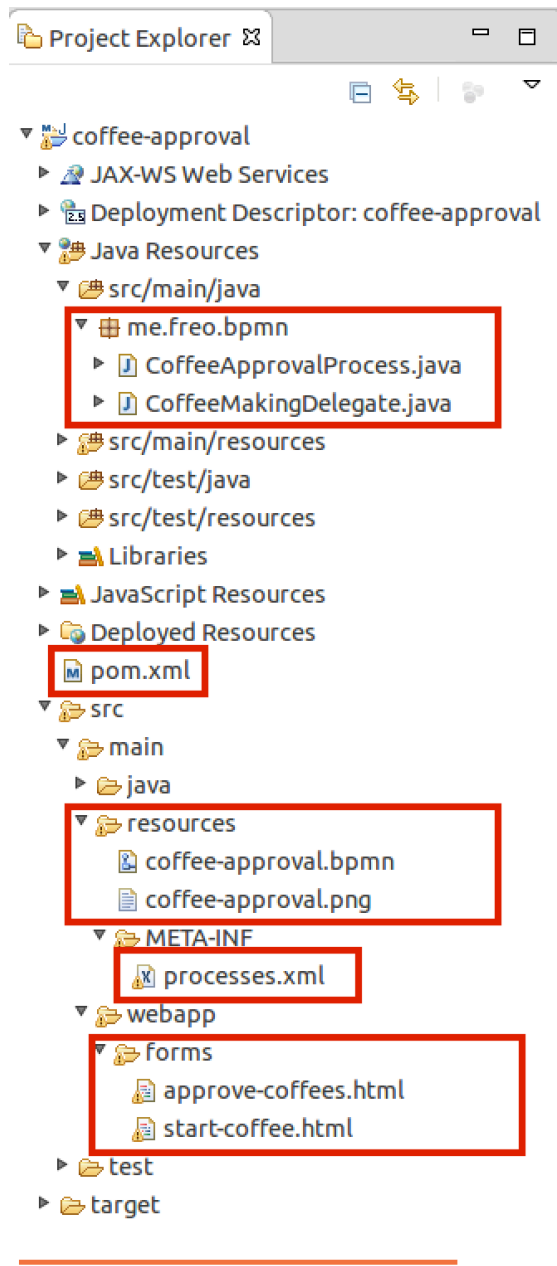 Project Explorer
coffee-approval
JAX-WS Web Services
Deployment Descriptor: coffee-approval
Java Resources
src/main/java
me.freo.bpmn
CoffeeApprovalProcess.java
CoffeeMakingDelegate.java
src/main/resources
src/test/java
src/test/resources
Libraries
JavaScript Resources
Deployed Resources
pom.xml
src
main
java
resources
coffee-approval.bpmn
coffee-approval.png
META-INF
processes.xml
webapp
forms
approve-coffees.html
start-coffee.html
test
target